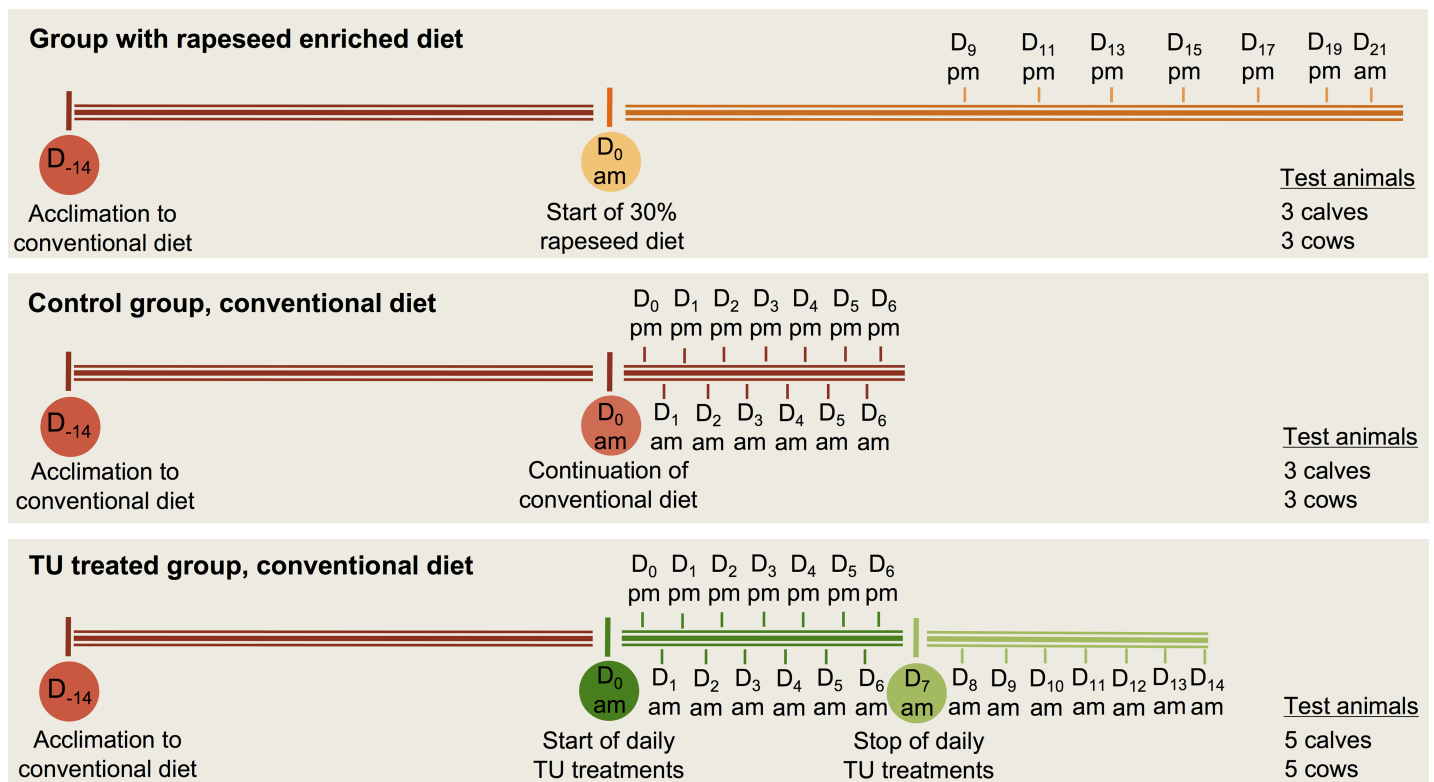 Group with rapeseed enriched diet
D9 D11 D13 D15 D17 D19 D21
pm pm pm pm pm pm am
D-14
D0
am
Acclimation to
conventional diet
Start of 30%
rapeseed diet
Test animals
3 calves
3 cows
Control group, conventional diet
D0 D1 D2 D3 D4 D5 D6
pm pm pm pm pm pm pm
D-14
D0
am
D1 D2 D3 D4 D5 D6
am am am am am am
Acclimation to
conventional diet
Continuation of
conventional diet
Test animals
3 calves
3 cows
TU treated group, conventional diet
D0 D1 D2 D3 D4 D5 D6
pm pm pm pm pm pm pm
D-14
D0
am
D1 D2 D3 D4 D5 D6
am am am am am am
D7
am
D8 D9 D10 D11 D12 D13 D14
am am am am am am am
Acclimation to
conventional diet
Start of daily
TU treatments
Stop of daily
TU treatments
Test animals
5 calves
5 cows